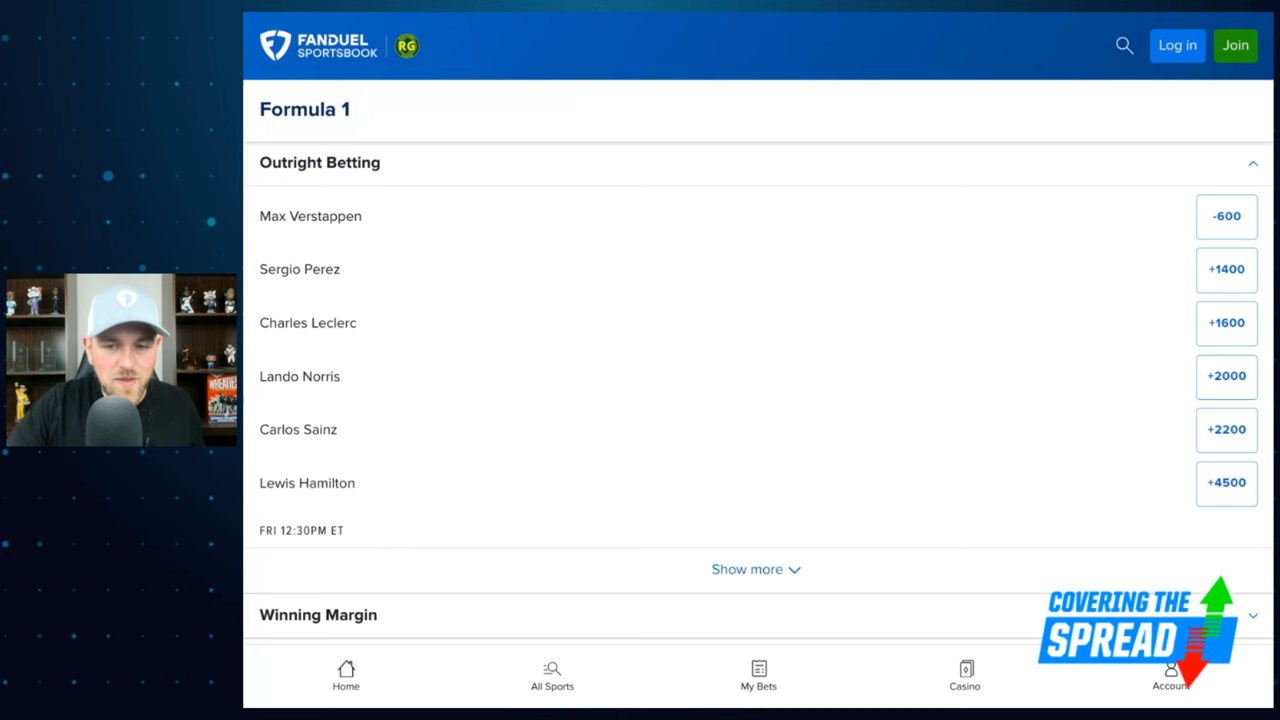 FANDUEL
SPORTSBOOK
RG
Log in
Join
Formula 1
Outright Betting
Max Verstappen
-600
Sergio Perez
+1400
Charles Leclerc
+1600
Lando Norris
+2000
Carlos Sainz
+2200
Lewis Hamilton
+4500
FRI 12:30PM ET
Show more
Winning Margin
COVERING THE
SPREAD
Home
All Sports
My Bets
Casino
Account
WHEATIES